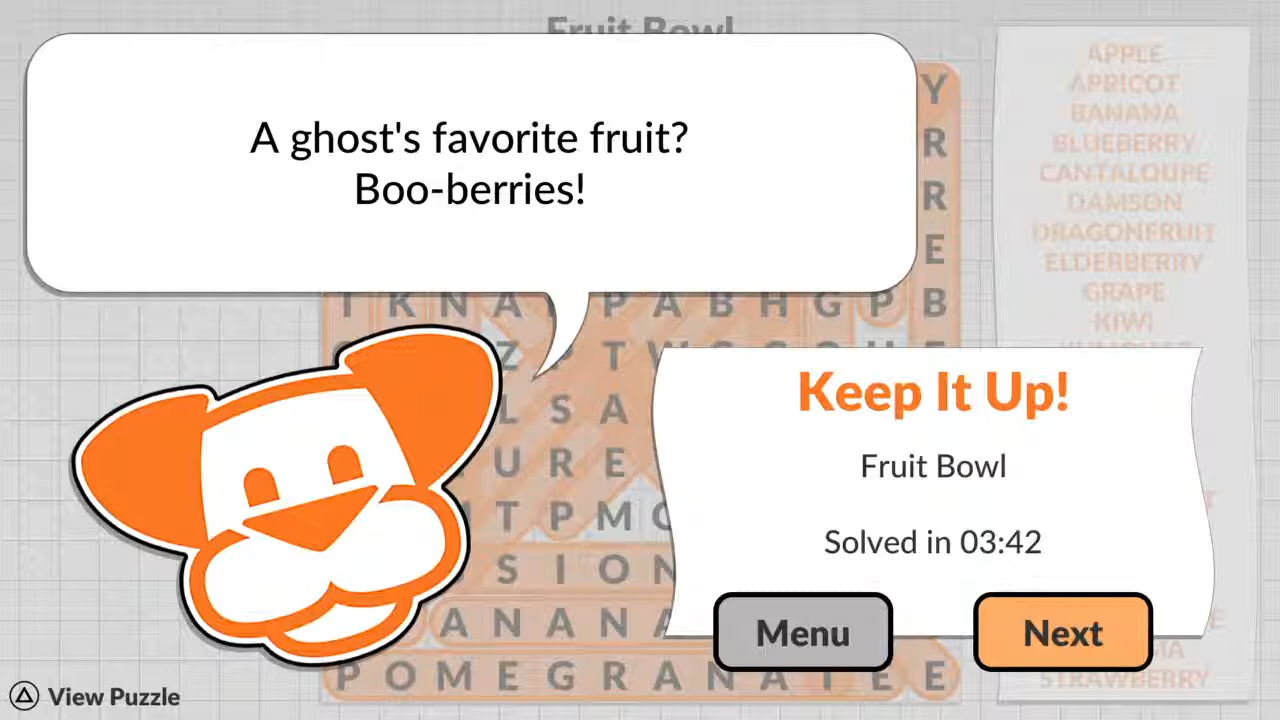 Fruit Bowl
A ghost's favorite fruit?
Boo-berries!
Y
R
R
E
T K N A P A B H G P B
Z T
L S A
U R E
T P M
S I O N
A N A N A
P O M E G R A N A T E E
APPLE
APRICOT
BANANA
BLUEBERRY
CANTALOUPE
DAMSON
DRAGONFRUIT
ELDERBERRY
GRAPE
KIWI
Keep It Up!
Fruit Bowl
Solved in 03:42
Menu
Next
STRAWBERRY
View Puzzle